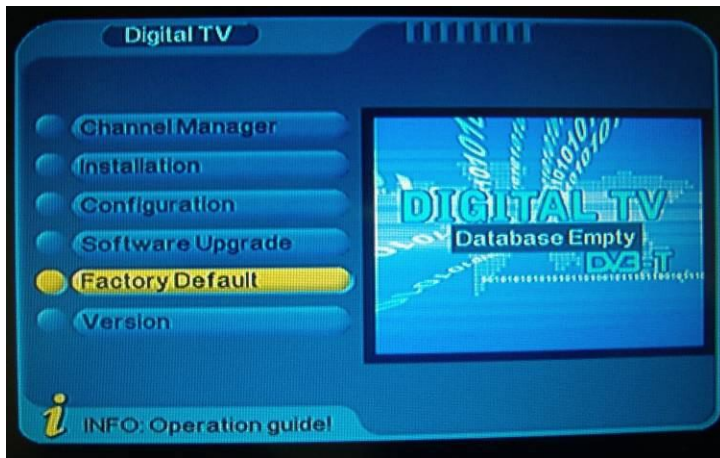 Digital TV
Channel Manager
Installation
Configuration
Software Upgrade
Factory Default
Version
DIGITAL TV
Database Empty
DVB-T
INFO: Operation guide!